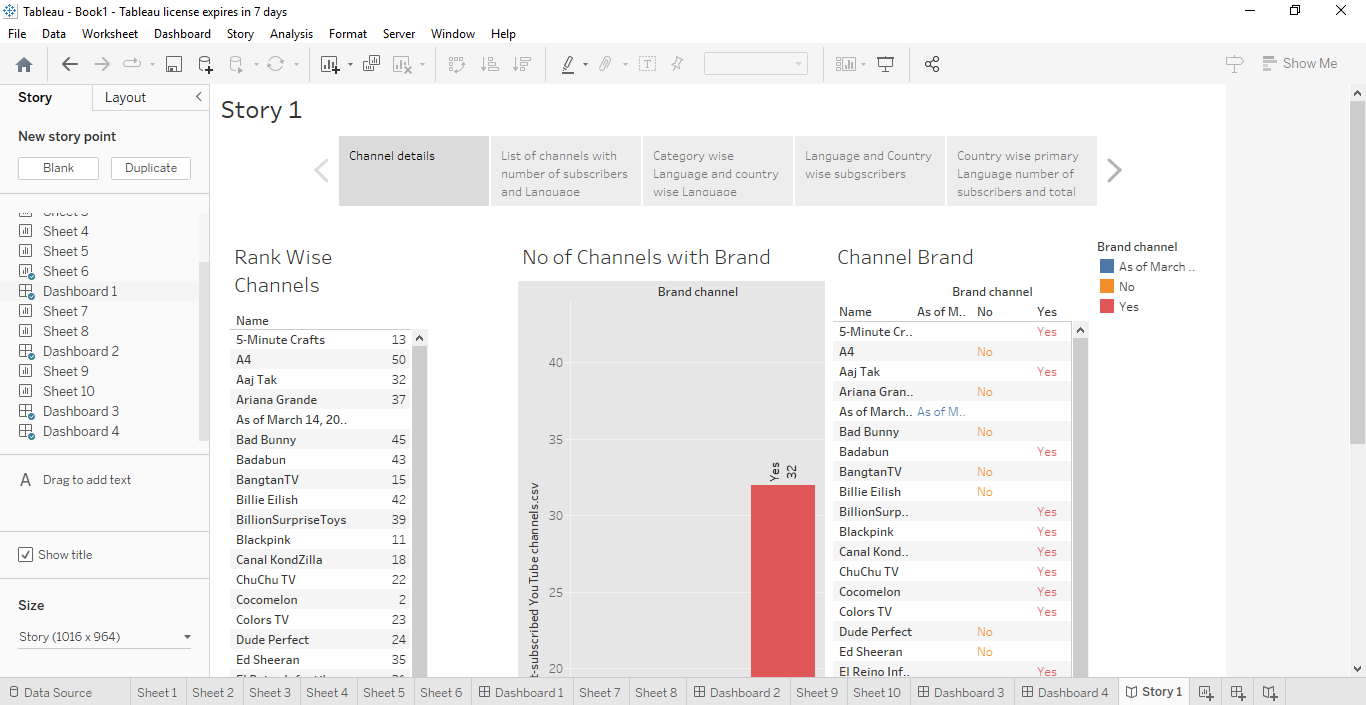 Tableau - Book1 - Tableau license expires in 7 days
File Data Worksheet Dashboard Story Analysis Format Server Window Help
Show Me
Story Layout
New story point
Blank Duplicate
Sheet 4
Sheet 5
Sheet 6
Dashboard 1
Sheet 7
Sheet 8
Dashboard 2
Sheet 9
Sheet 10
Dashboard 3
Dashboard 4
A Drag to add text
Show title
Size
Story (1016 x 964)
Story 1
Channel details
List of channels with
number of subscribers
and Language
Category wise
Language and country
wise Language
Language and Country
wise subgscribers
Country wise primary
Language number of
subscribers and total
Rank Wise
Channels
Name
5-Minute Crafts 13
A4 50
Aaj Tak 32
Ariana Grande 37
As of March 14, 20..
Bad Bunny 45
Badabun 43
BangtanTV 15
Billie Eilish 42
BillionSurpriseToys 39
Blackpink 11
Canal KondZilla 18
ChuChu TV 22
Cocomelon 2
Colors TV 23
Dude Perfect 24
Ed Sheeran 35
No of Channels with Brand
Brand channel
40
35
30
25
20
t-subscribed YouTube channels.csv
Yes
32
Channel Brand
Brand channel
Name As of M.. No Yes
5-Minute Cr.. Yes
A4 No
Aaj Tak Yes
Ariana Gran.. No
As of March.. As of M..
Bad Bunny No
Badabun Yes
BangtanTV No
Billie Eilish No
BillionSurp.. Yes
Blackpink Yes
Canal Kond.. Yes
ChuChu TV Yes
Cocomelon Yes
Colors TV Yes
Dude Perfect No
Ed Sheeran No
El Reino Inf.. Yes
Brand channel
As of March ..
No
Yes
Data Source Sheet 1 Sheet 2 Sheet 3 Sheet 4 Sheet 5 Sheet 6 Dashboard 1 Sheet 7 Sheet 8 Dashboard 2 Sheet 9 Sheet 10 Dashboard 3 Dashboard 4 Story 1